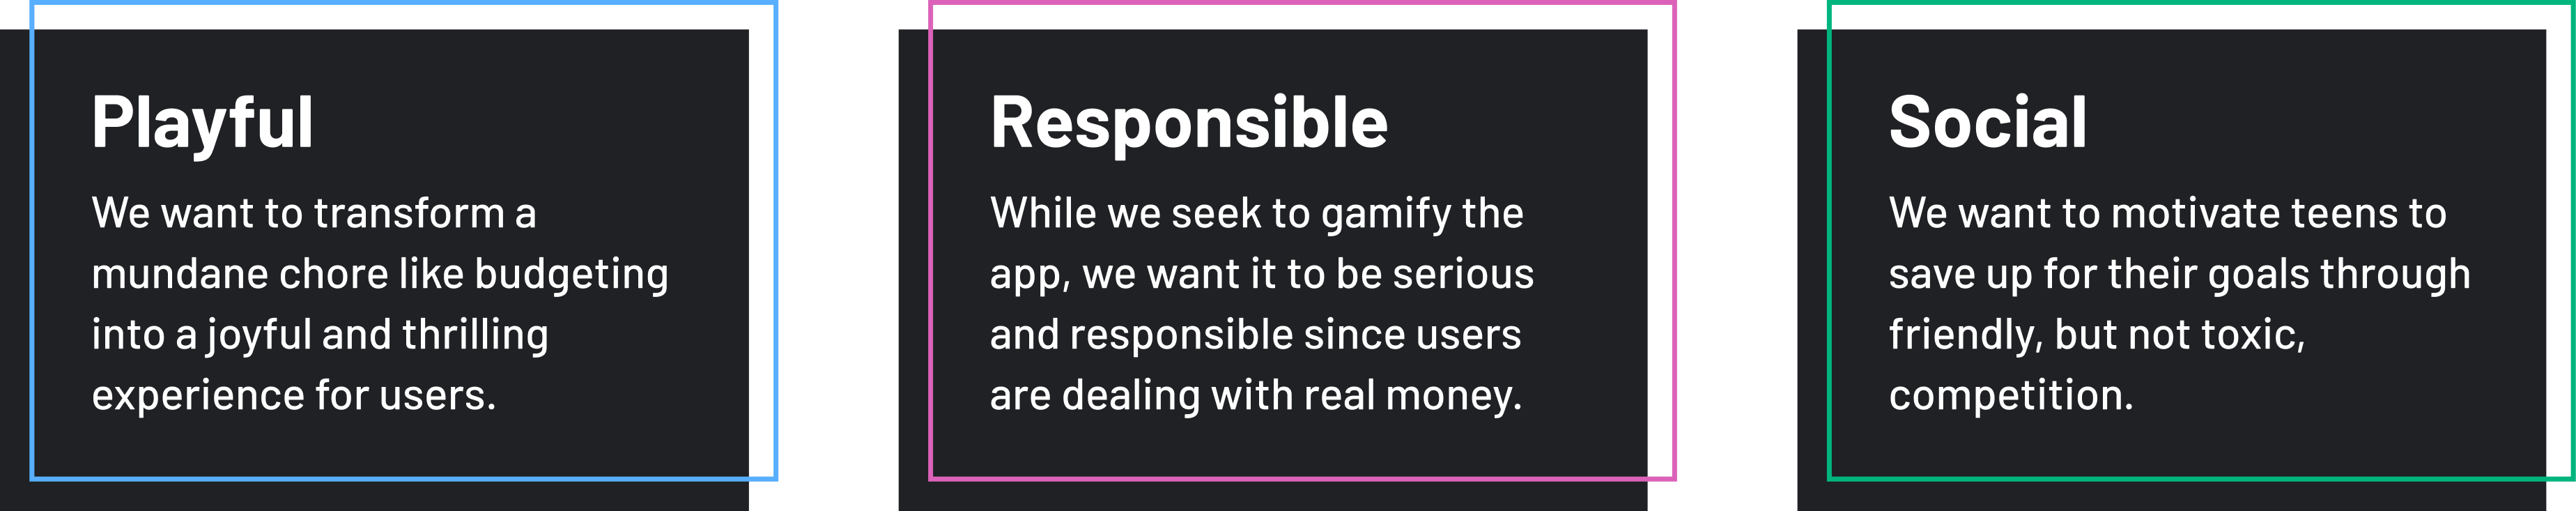 Playful
We want to transform a
mundane chore like budgeting
into a joyful and thrilling
experience for users.
Responsible
While we seek to gamify the
app, we want it to be serious
and responsible since users
are dealing with real money.
Social
We want to motivate teens to
save up for their goals through
friendly, but not toxic,
competition.